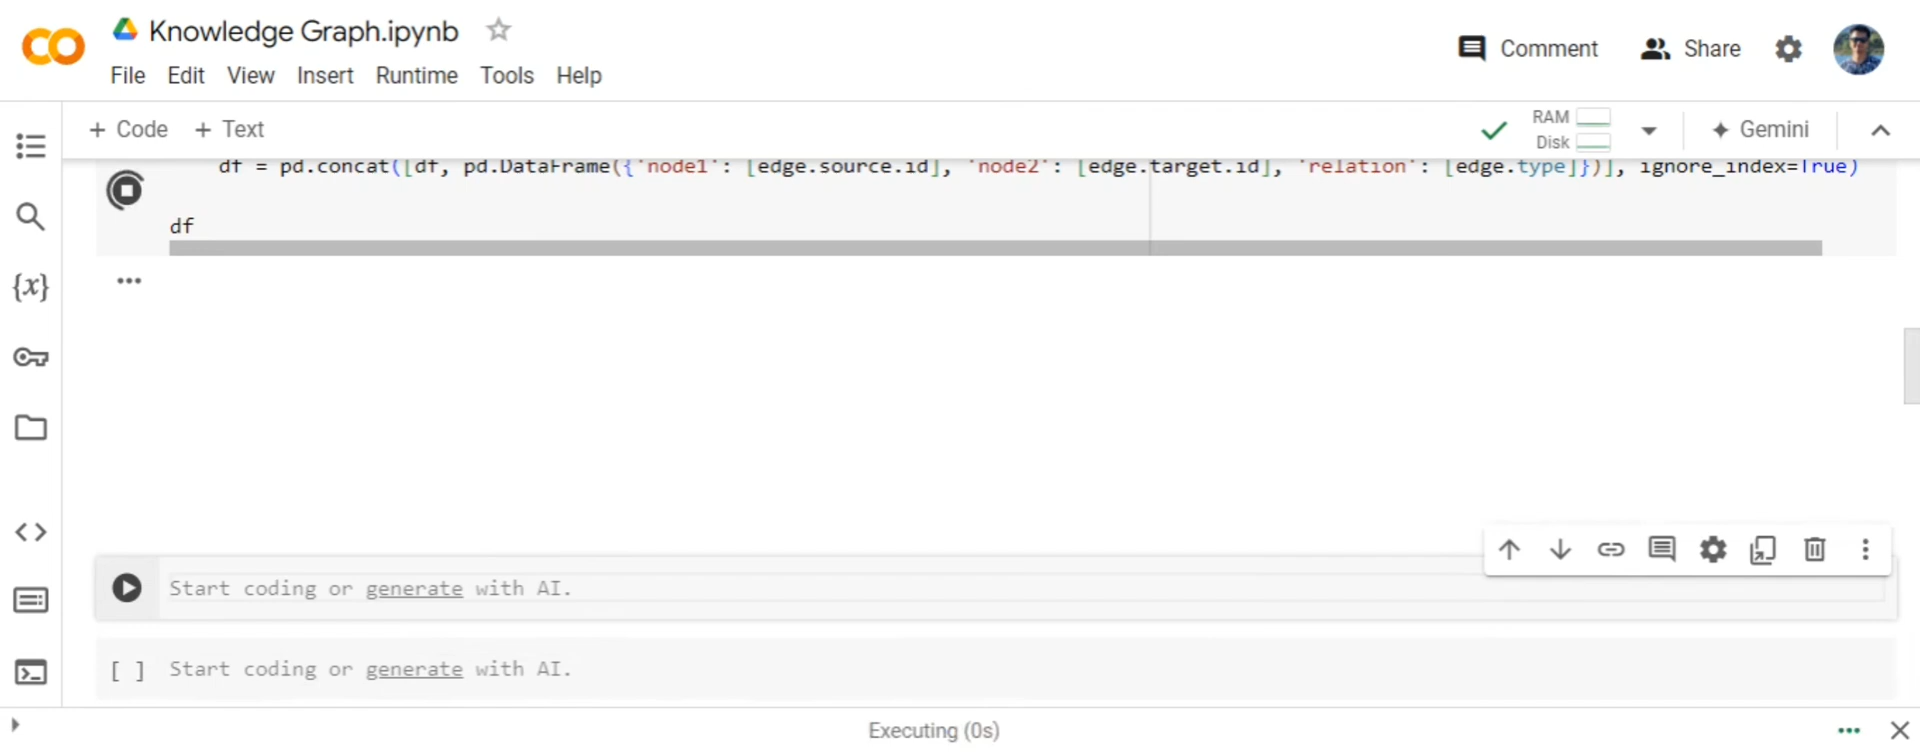 Knowledge Graph.ipynb
Comment Share
File Edit View Insert Runtime Tools Help
+ Code + Text
RAM
Disk
Gemini
df = pd.concat([df, pd.DataFrame({'node1': [edge.source.id], 'node2': [edge.target.id], 'relation': [edge.type]})], ignore_index=True)
df
{x}
Start coding or generate with AI.
[ ] Start coding or generate with AI.
Executing (0s)